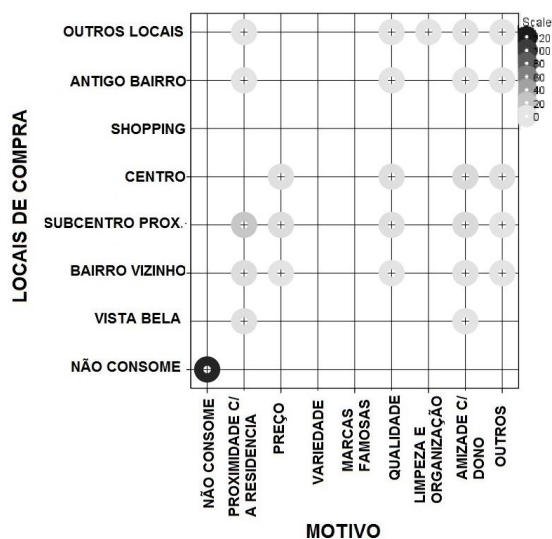 Scale
120
100
80
60
40
20
0
LOCAIS DE COMPRA
OUTROS LOCAIS
ANTIGO BAIRRO
SHOPPING
CENTRO
SUBCENTRO PROX.
BAIRRO VIZINHO
VISTA BELA
NÃO CONSOME
NÃO CONSOME
PROXIMIDADE C/
A RESIDENCIA
PREÇO
VARIEDADE
MARCAS
FAMOSAS
QUALIDADE
LIMPEZA E
ORGANIZAÇÃO
AMIZADE C/
DONO
OUTROS
MOTIVO